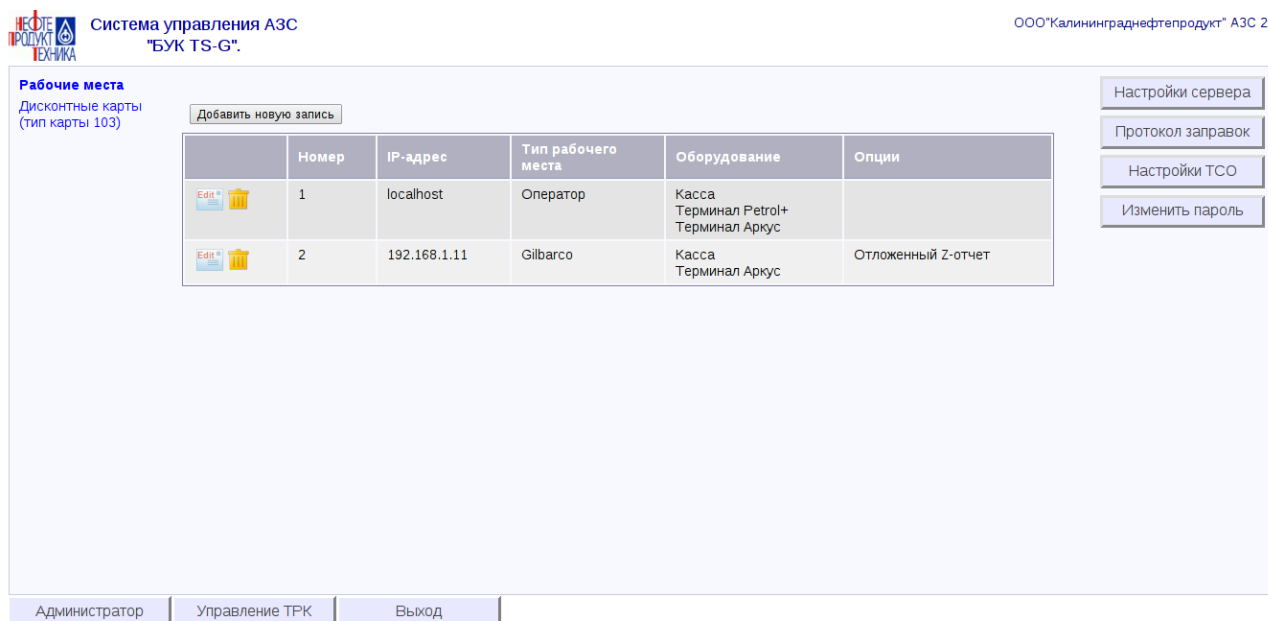 НЕФТЕ
ПРОДУКТ
ТЕХНИКА
Система управления АЗС
"БУК TS-G".
ООО"Калининграднефтепродукт" АЗС 2
Рабочие места
Дисконтные карты
(тип карты 103)
Добавить новую запись
Номер
IP-адрес
Тип рабочего
места
Оборудование
Опции
Edit
1
localhost
Оператор
Касса
Терминал Petrol+
Терминал Аркус
Edit
2
192.168.1.11
Gilbarco
Касса
Терминал Аркус
Отложенный Z-отчет
Настройки сервера
Протокол заправок
Настройки ТСО
Изменить пароль
Администратор
Управление ТРК
Выход